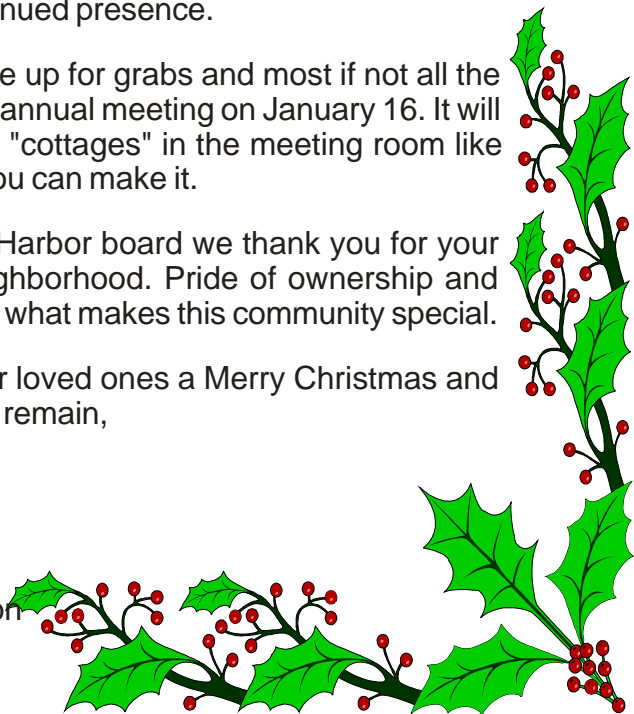 nued presence.
e up for grabs and most if not all the
annual meeting on January 16. It will
"cottages" in the meeting room like
ou can make it.
Harbor board we thank you for your
ghborhood. Pride of ownership and
what makes this community special.
r loved ones a Merry Christmas and
remain,
on